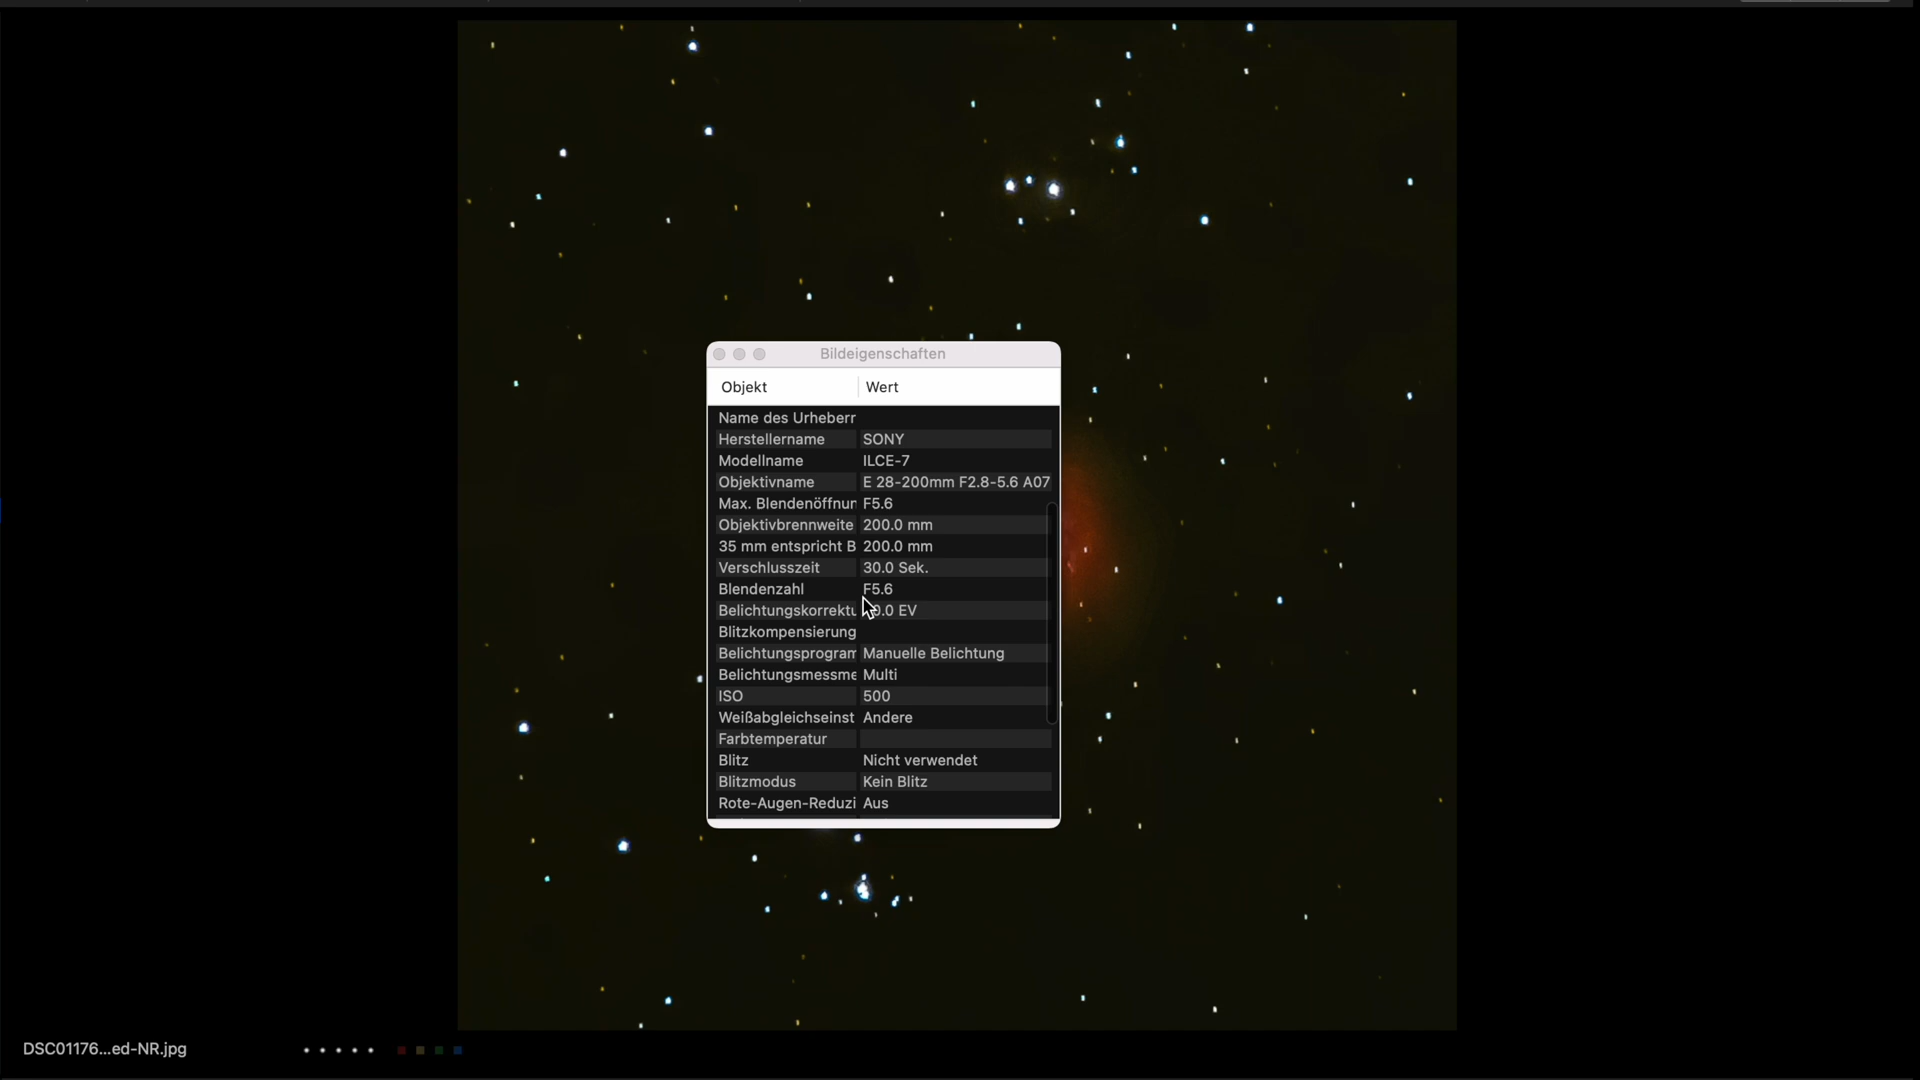 Bildeigenschaften
Objekt Wert
Name des Urheberr
Herstellername SONY
Modellname ILCE-7
Objektivname E 28-200mm F2.8-5.6 A07
Max. Blendenöffnur F5.6
Objektivbrennweite 200.0 mm
35 mm entspricht B 200.0 mm
Verschlusszeit 30.0 Sek.
Blendenzahl F5.6
Belichtungskorrektu 0.0 EV
Blitzkompensierung
Belichtungsprogram Manuelle Belichtung
Belichtungsmessme Multi
ISO 500
Weißabgleichseinst Andere
Farbtemperatur
Blitz Nicht verwendet
Blitzmodus Kein Blitz
Rote-Augen-Reduzi Aus
DSC01176...ed-NR.jpg